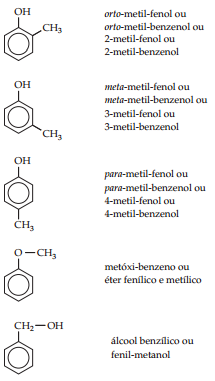 OH
CH₃
orto-metil-fenol ou
orto-metil-benzenol ou
2-metil-fenol ou
2-metil-benzenol
OH
CH₃
meta-metil-fenol ou
meta-metil-benzenol ou
3-metil-fenol ou
3-metil-benzenol
OH
CH₃
para-metil-fenol ou
para-metil-benzenol ou
4-metil-fenol ou
4-metil-benzenol
O—CH₃
metóxi-benzeno ou
éter fenílico e metílico
CH₂—OH
álcool benzílico ou
fenil-metanol